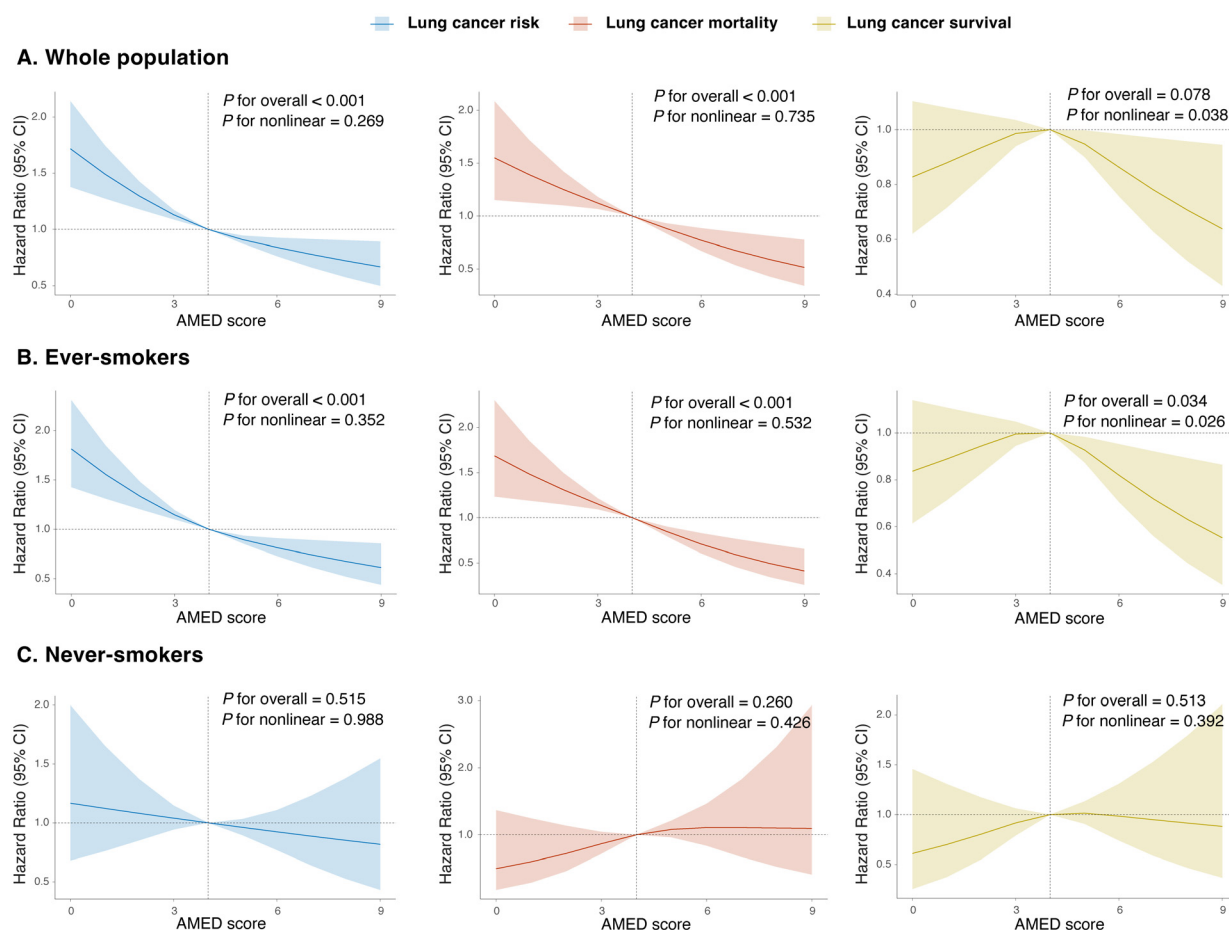 Lung cancer risk Lung cancer mortality Lung cancer survival
A. Whole population
Hazard Ratio (95% CI)
2.0
1.5
1.0
0.5
P for overall < 0.001
P for nonlinear = 0.269
0 3 6 9
AMED score
Hazard Ratio (95% CI)
2.0
1.5
1.0
0.5
P for overall < 0.001
P for nonlinear = 0.735
0 3 6 9
AMED score
Hazard Ratio (95% CI)
1.0
0.8
0.6
0.4
P for overall = 0.078
P for nonlinear = 0.038
0 3 6 9
AMED score
B. Ever-smokers
Hazard Ratio (95% CI)
2.0
1.5
1.0
0.5
P for overall < 0.001
P for nonlinear = 0.352
0 3 6 9
AMED score
Hazard Ratio (95% CI)
2.0
1.5
1.0
0.5
P for overall < 0.001
P for nonlinear = 0.532
0 3 6 9
AMED score
Hazard Ratio (95% CI)
1.0
0.8
0.6
0.4
P for overall = 0.034
P for nonlinear = 0.026
0 3 6 9
AMED score
C. Never-smokers
Hazard Ratio (95% CI)
2.0
1.5
1.0
0.5
P for overall = 0.515
P for nonlinear = 0.988
0 3 6 9
AMED score
Hazard Ratio (95% CI)
3.0
2.0
1.0
P for overall = 0.260
P for nonlinear = 0.426
0 3 6 9
AMED score
Hazard Ratio (95% CI)
2.0
1.5
1.0
0.5
P for overall = 0.513
P for nonlinear = 0.392
0 3 6 9
AMED score